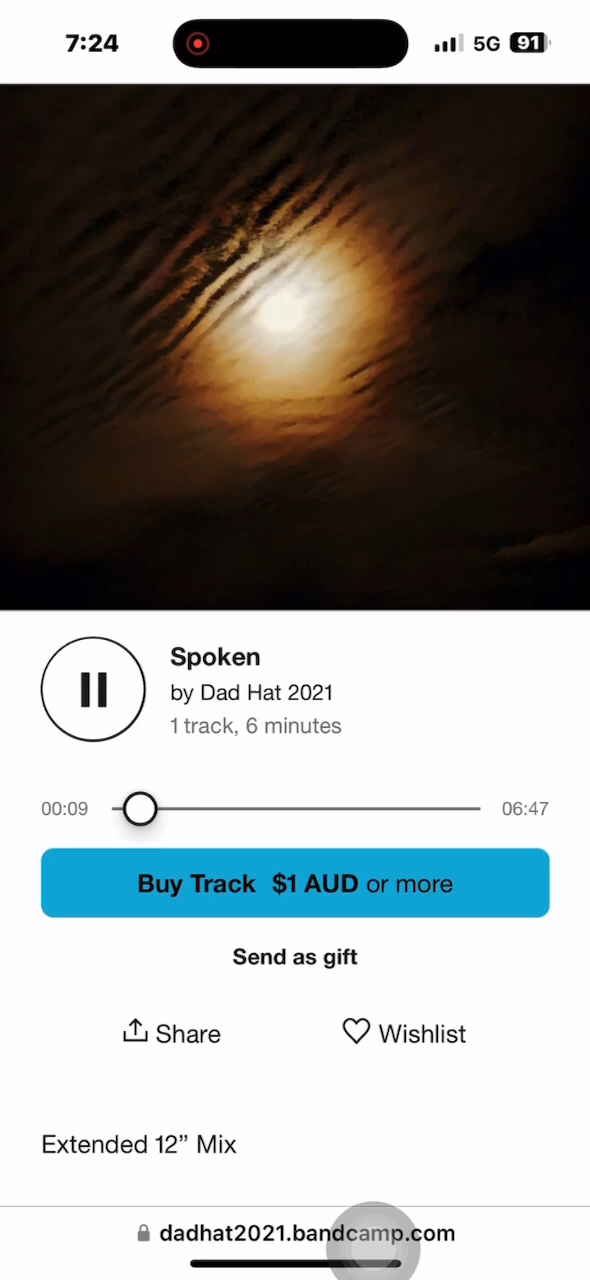 7:24
5G
91
Spoken
by Dad Hat 2021
1 track, 6 minutes
00:09
06:47
Buy Track $1 AUD or more
Send as gift
Share
Wishlist
Extended 12” Mix
dadhat2021.bandcamp.com